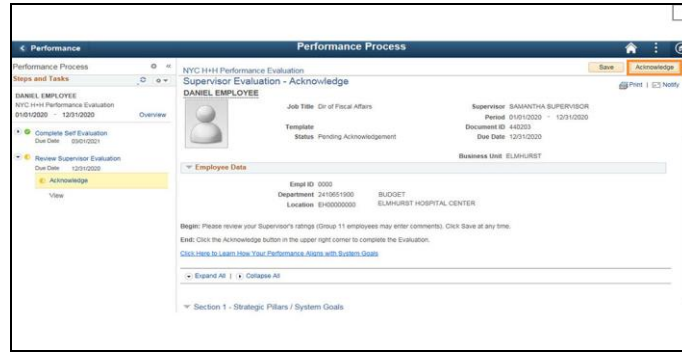 Performance
Performance Process
Performance Process
Steps and Tasks
DANIEL EMPLOYEE
NYC H+H Performance Evaluation
01/01/2020 - 12/31/2020
Overview
Complete Self Evaluation
Due Date 03/01/2021
Review Supervisor Evaluation
Due Date 12/31/2020
Acknowledge
View
NYC H+H Performance Evaluation
Save
Acknowledge
Supervisor Evaluation - Acknowledge
Print | Notify
DANIEL EMPLOYEE
Job Title Dir of Fiscal Affairs
Supervisor SAMANTHA SUPERVISOR
Period 01/01/2020 - 12/31/2020
Template
Document ID 440203
Status Pending Acknowledgement
Due Date 12/31/2020
Business Unit ELMHURST
Employee Data
Empl ID 0000
Department 2410651900 BUDGET
Location EH00000000 ELMHURST HOSPITAL CENTER
Begin: Please review your Supervisor's ratings (Group 11 employees may enter comments). Click Save at any time.
End: Click the Acknowledge button in the upper right corner to complete the Evaluation.
Click Here to Learn How Your Performance Aligns with System Goals
Expand All | Collapse All
Section 1 - Strategic Pillars / System Goals